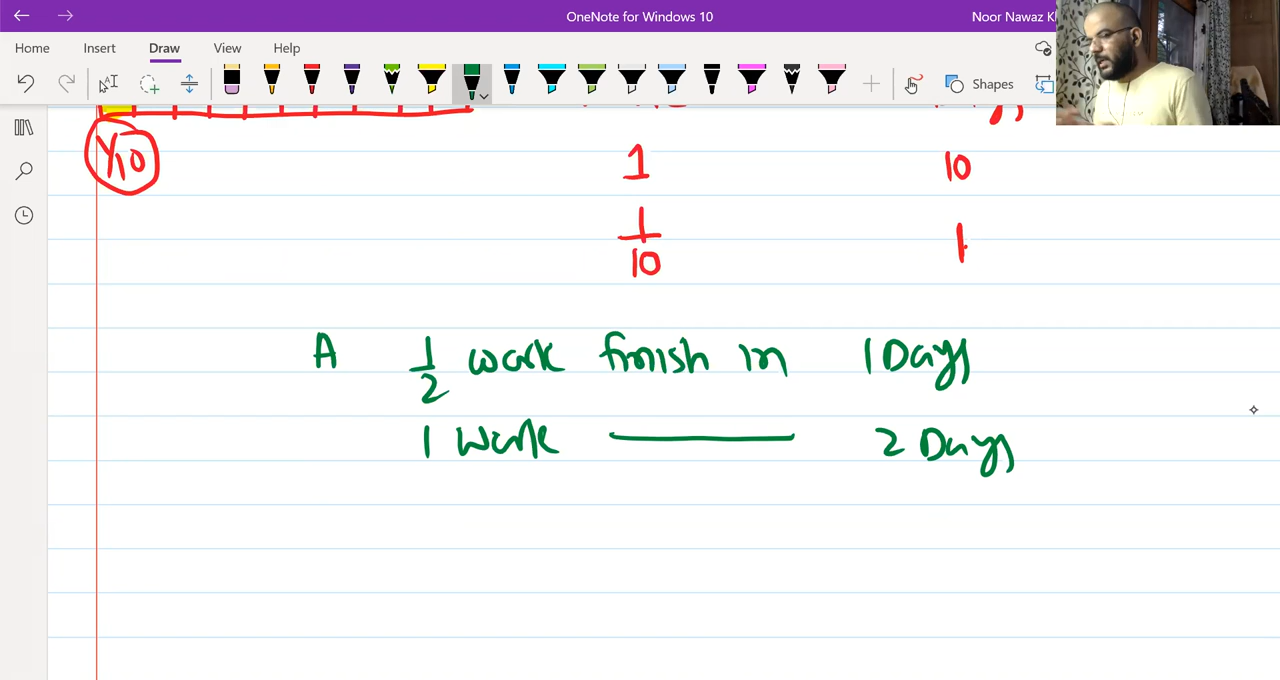 OneNote for Windows 10
Noor Nawaz Kh
Home Insert Draw View Help
Shapes
1/10
1 10
1/10 1
A 1/2 work finish in 1 Days
1 Work 2 Days